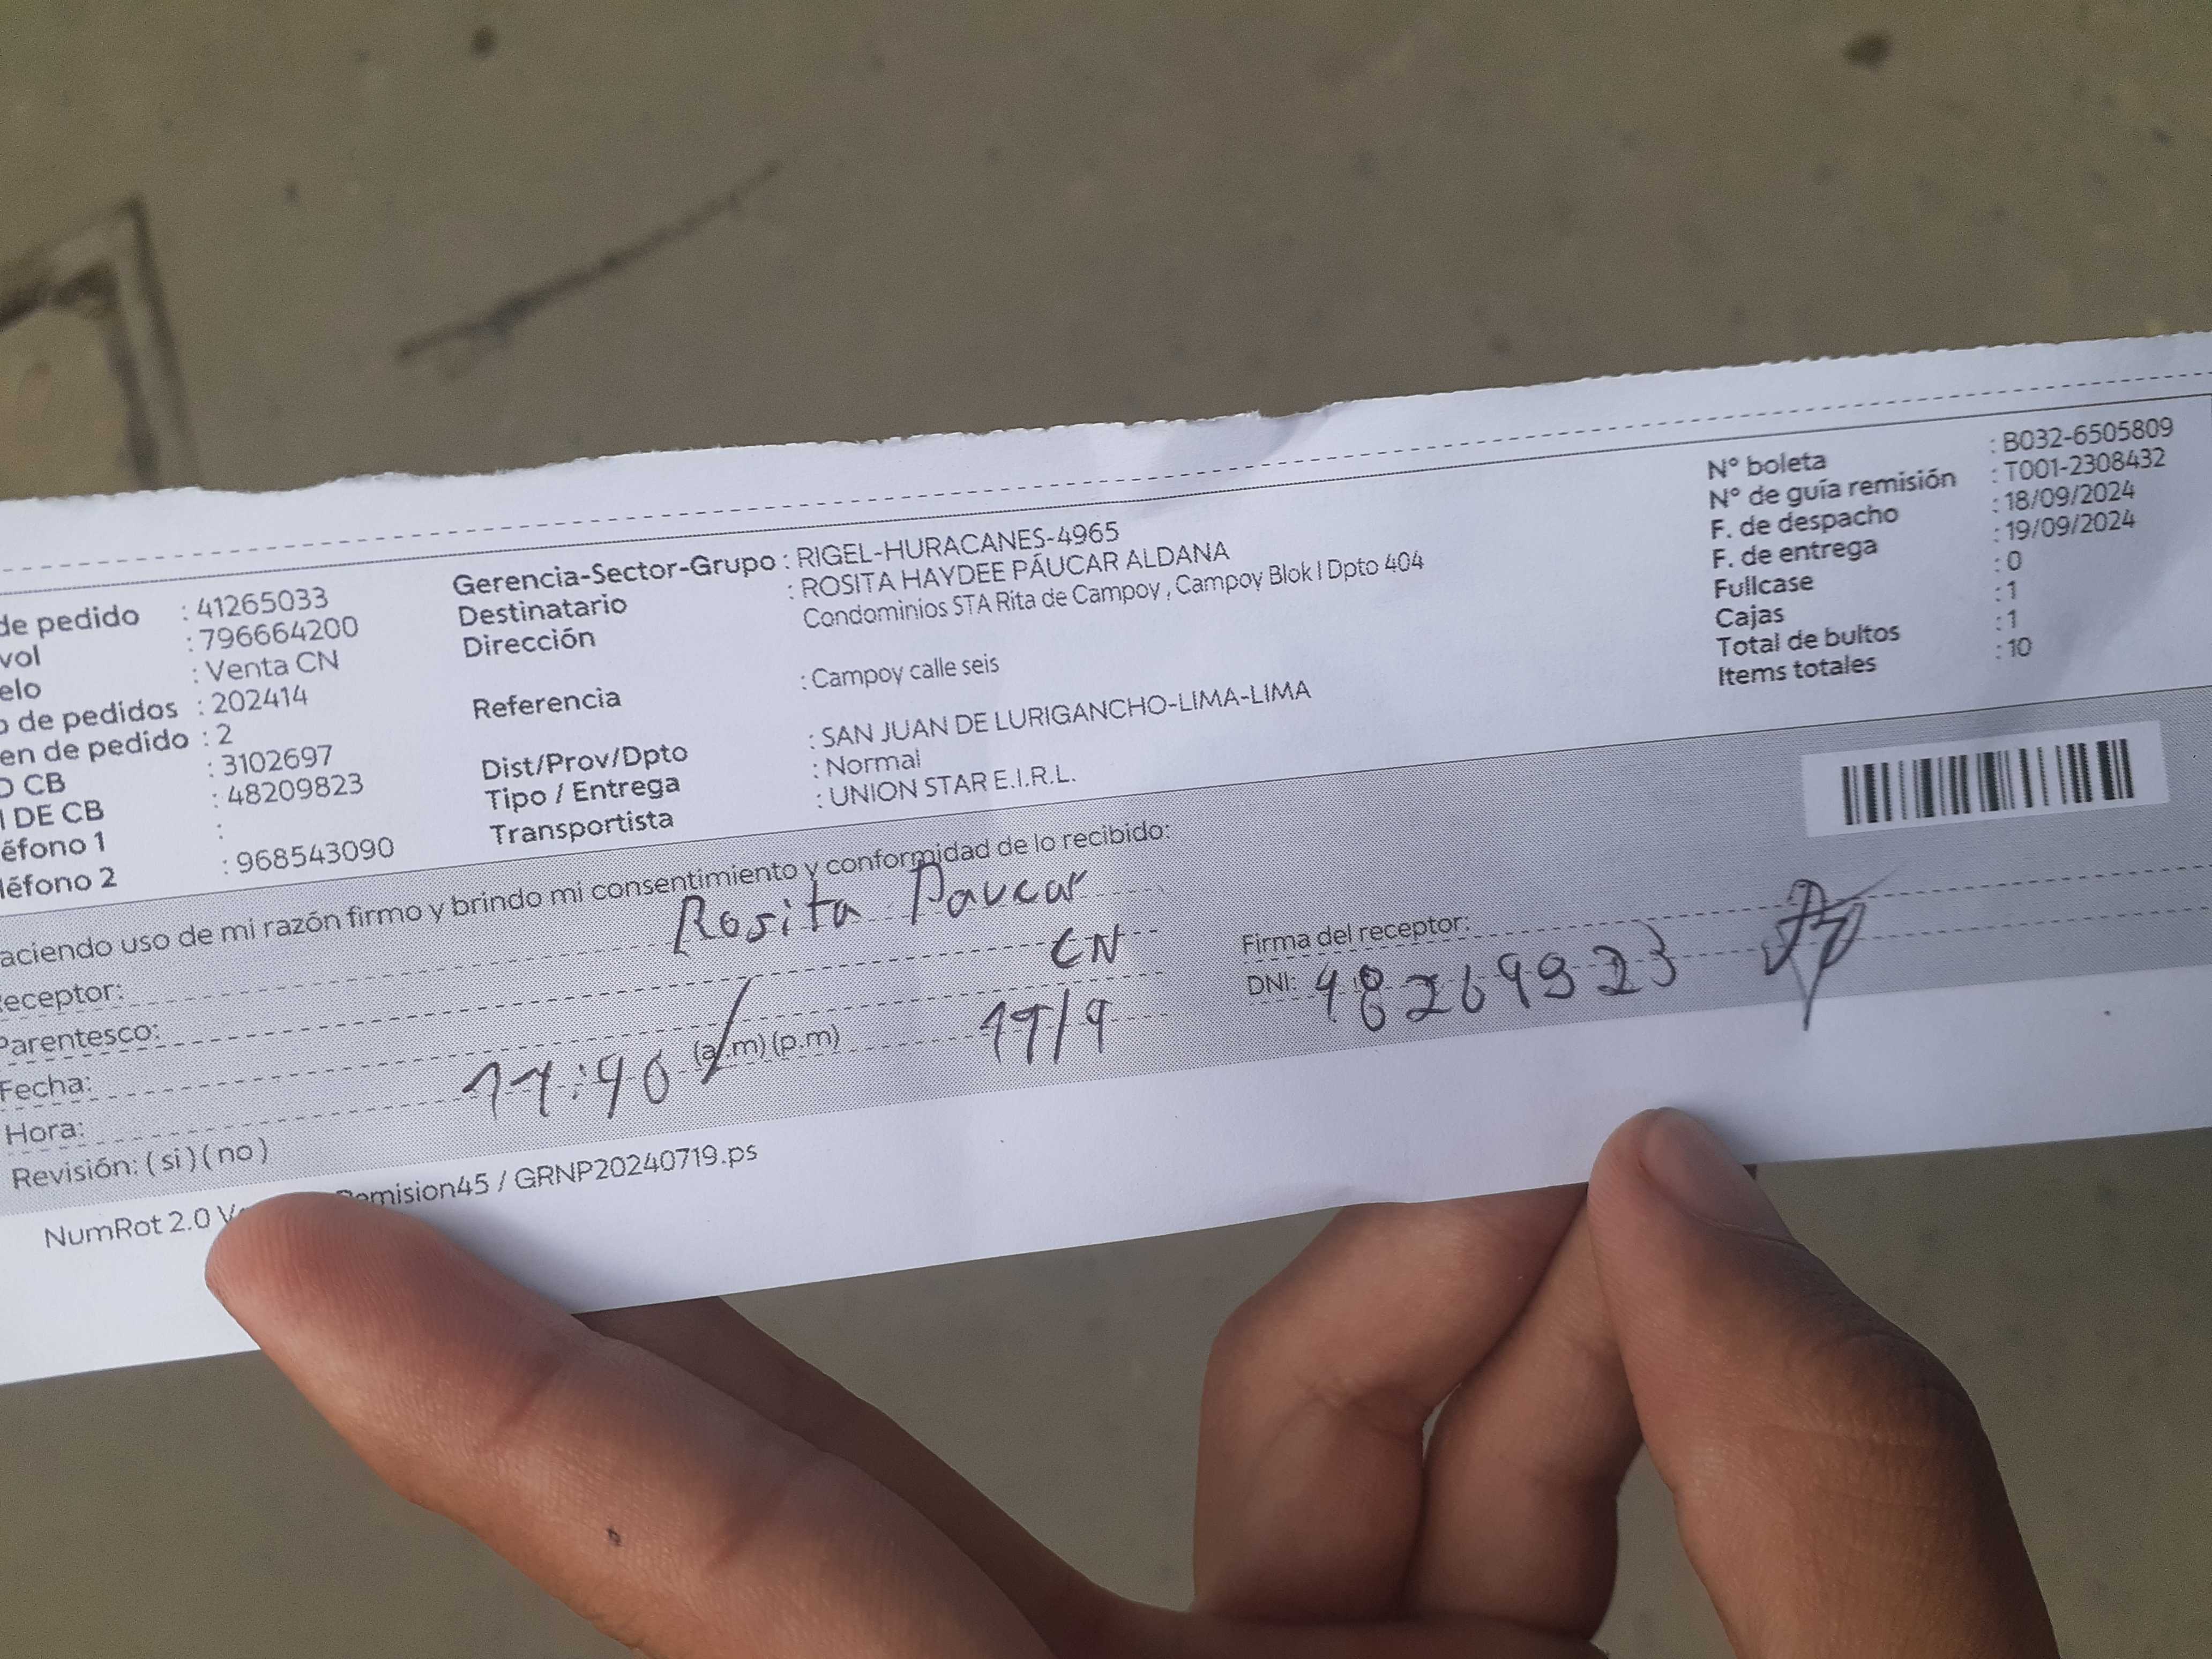 de pedido : 41265033
vol : 796664200
elo : Venta CN
o de pedidos : 202414
en de pedido : 2
O CB : 3102697
I DE CB : 48209823
éfono 1 :
léfono 2 : 968543090
Gerencia-Sector-Grupo : RIGEL-HURACANES-4965
Destinatario : ROSITA HAYDEE PÁUCAR ALDANA
Dirección Condominios STA Rita de Campoy , Campoy Blok I Dpto 404
Referencia : Campoy calle seis
Dist/Prov/Dpto : SAN JUAN DE LURIGANCHO-LIMA-LIMA
Tipo / Entrega : Normal
Transportista : UNION STAR E.I.R.L.
N° boleta : B032-6505809
N° de guía remisión : T001-2308432
F. de despacho : 18/09/2024
F. de entrega : 19/09/2024
Fullcase : 0
Cajas : 1
Total de bultos : 1
Items totales : 10
aciendo uso de mi razón firmo y brindo mi consentimiento y conformidad de lo recibido:
eceptor: Rosita Paucar
Parentesco: CN
Fecha: 19/9
Hora: 11:40 (a.m) (p.m)
Revisión: ( si ) ( no )
Firma del receptor:
DNI:
NumRot 2.0 V
emision45 / GRNP20240719.ps